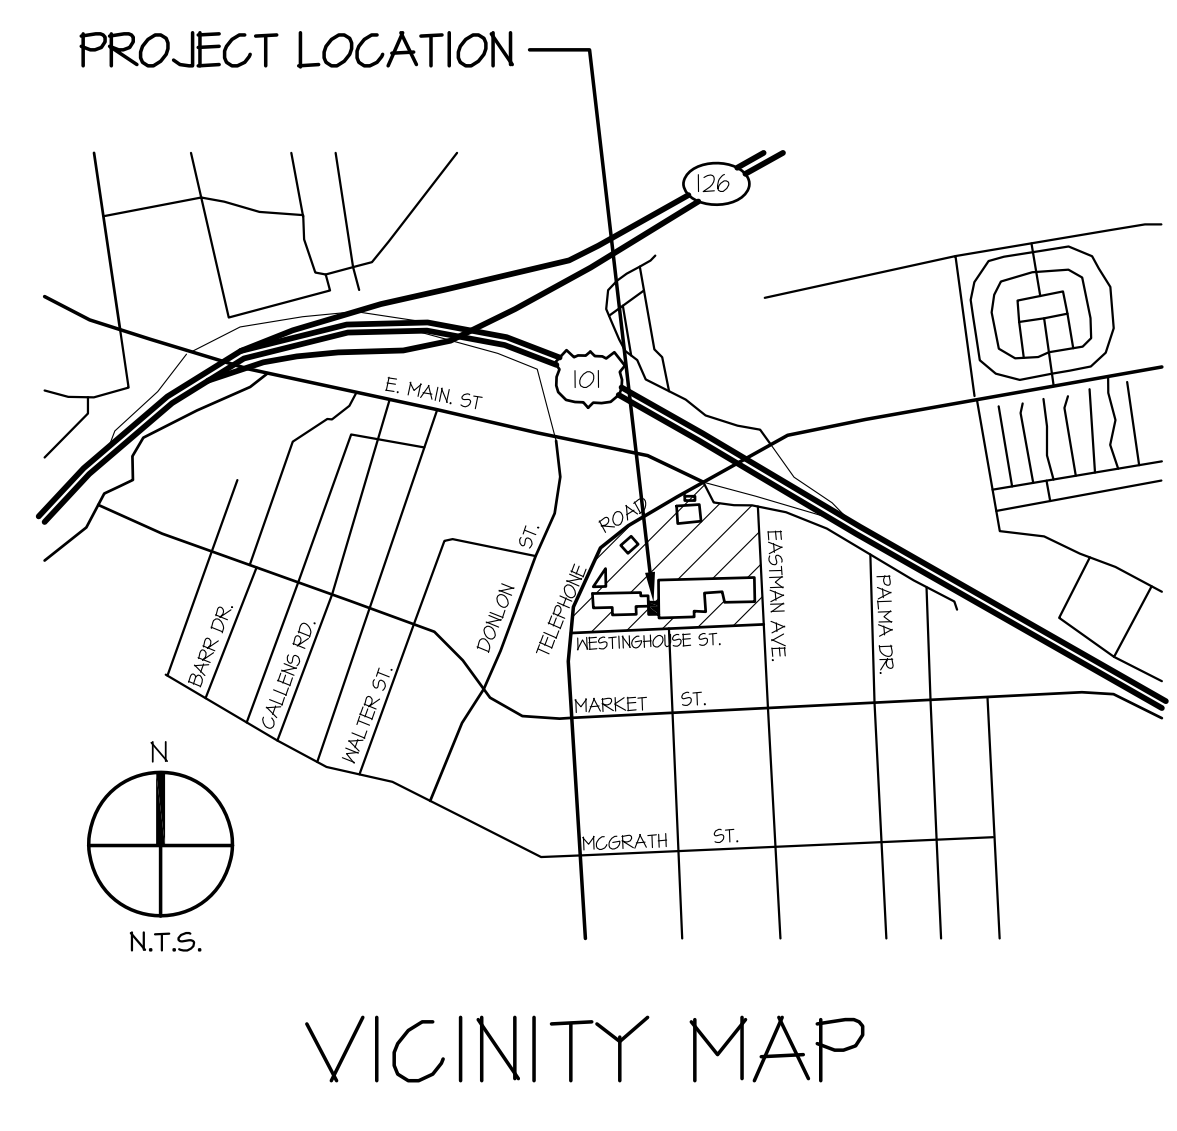 PROJECT LOCATION
126
101
E. MAIN. ST
ROAD
TELEPHONE
DONLON ST.
EASTMAN AVE.
PALMA DR.
BARR DR.
CALLENS RD.
WALTER ST.
WESTINGHOUSE ST.
MARKET ST.
MCGRATH ST.
N
N.T.S.
VICINITY MAP